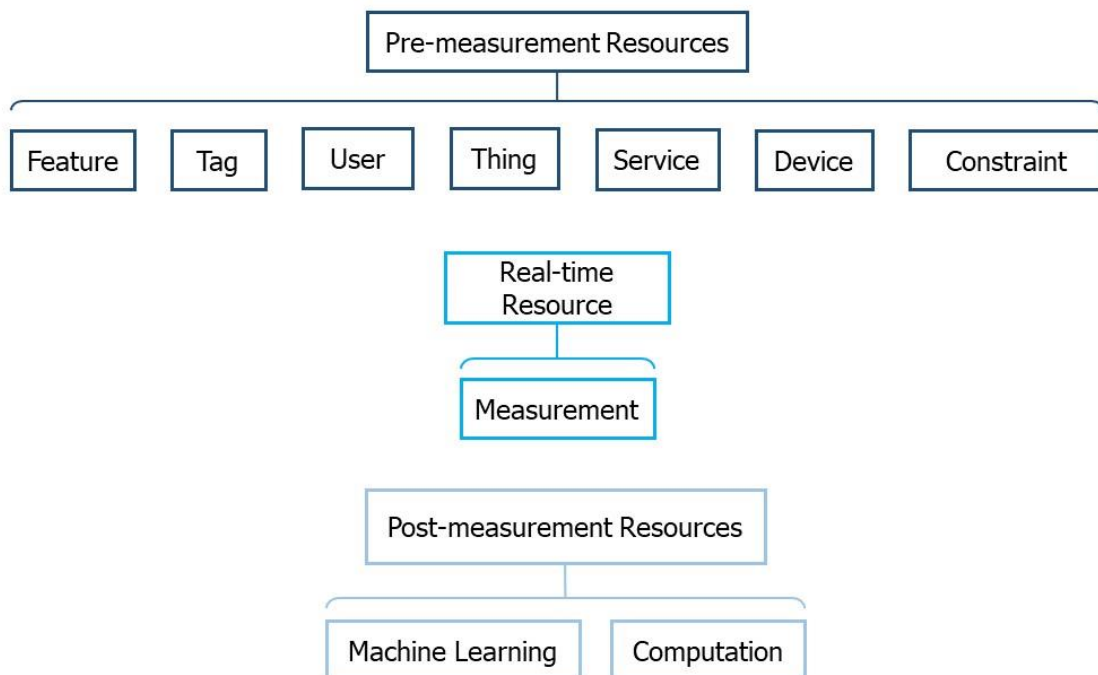 Pre-measurement Resources
Feature
Tag
User
Thing
Service
Device
Constraint
Real-time
Resource
Measurement
Post-measurement Resources
Machine Learning
Computation